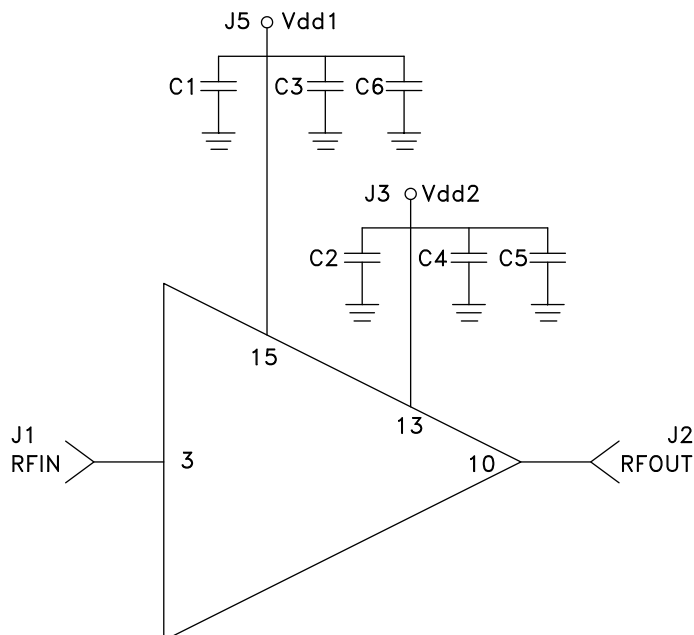 J5 Vdd1
C1 C3 C6
J3 Vdd2
C2 C4 C5
15
13
J1
RFIN
3
10
J2
RFOUT